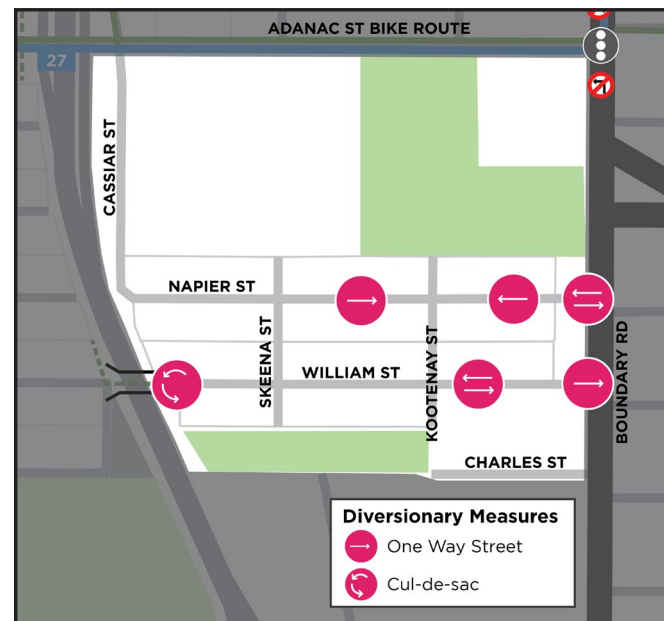 ADANAC ST BIKE ROUTE
27
CASSIAR ST
NAPIER ST
SKEENA ST
WILLIAM ST
KOOTENAY ST
BOUNDARY RD
CHARLES ST
Diversionary Measures
One Way Street
Cul-de-sac